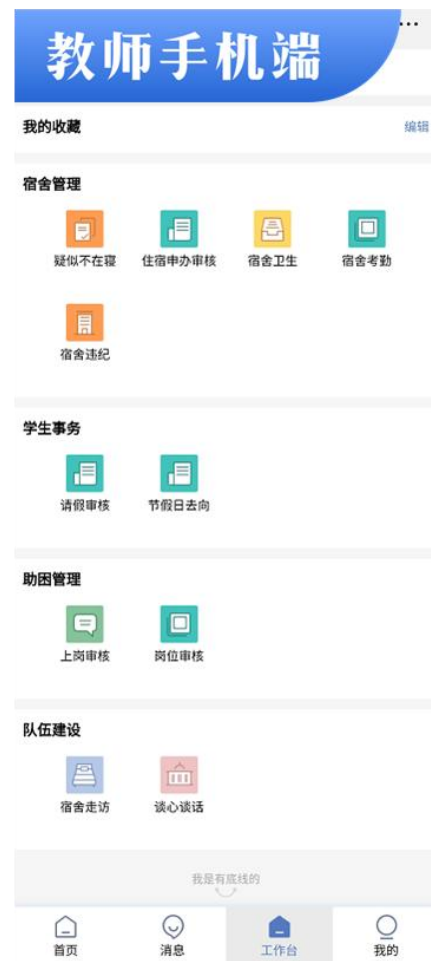 教师手机端
我的收藏 编辑
宿舍管理
疑似不在寝 住宿申办审核 宿舍卫生 宿舍考勤
宿舍违纪
学生事务
请假审核 节假日去向
助困管理
上岗审核 岗位审核
队伍建设
宿舍走访 谈心谈话
我是有底线的
首页 消息 工作台 我的